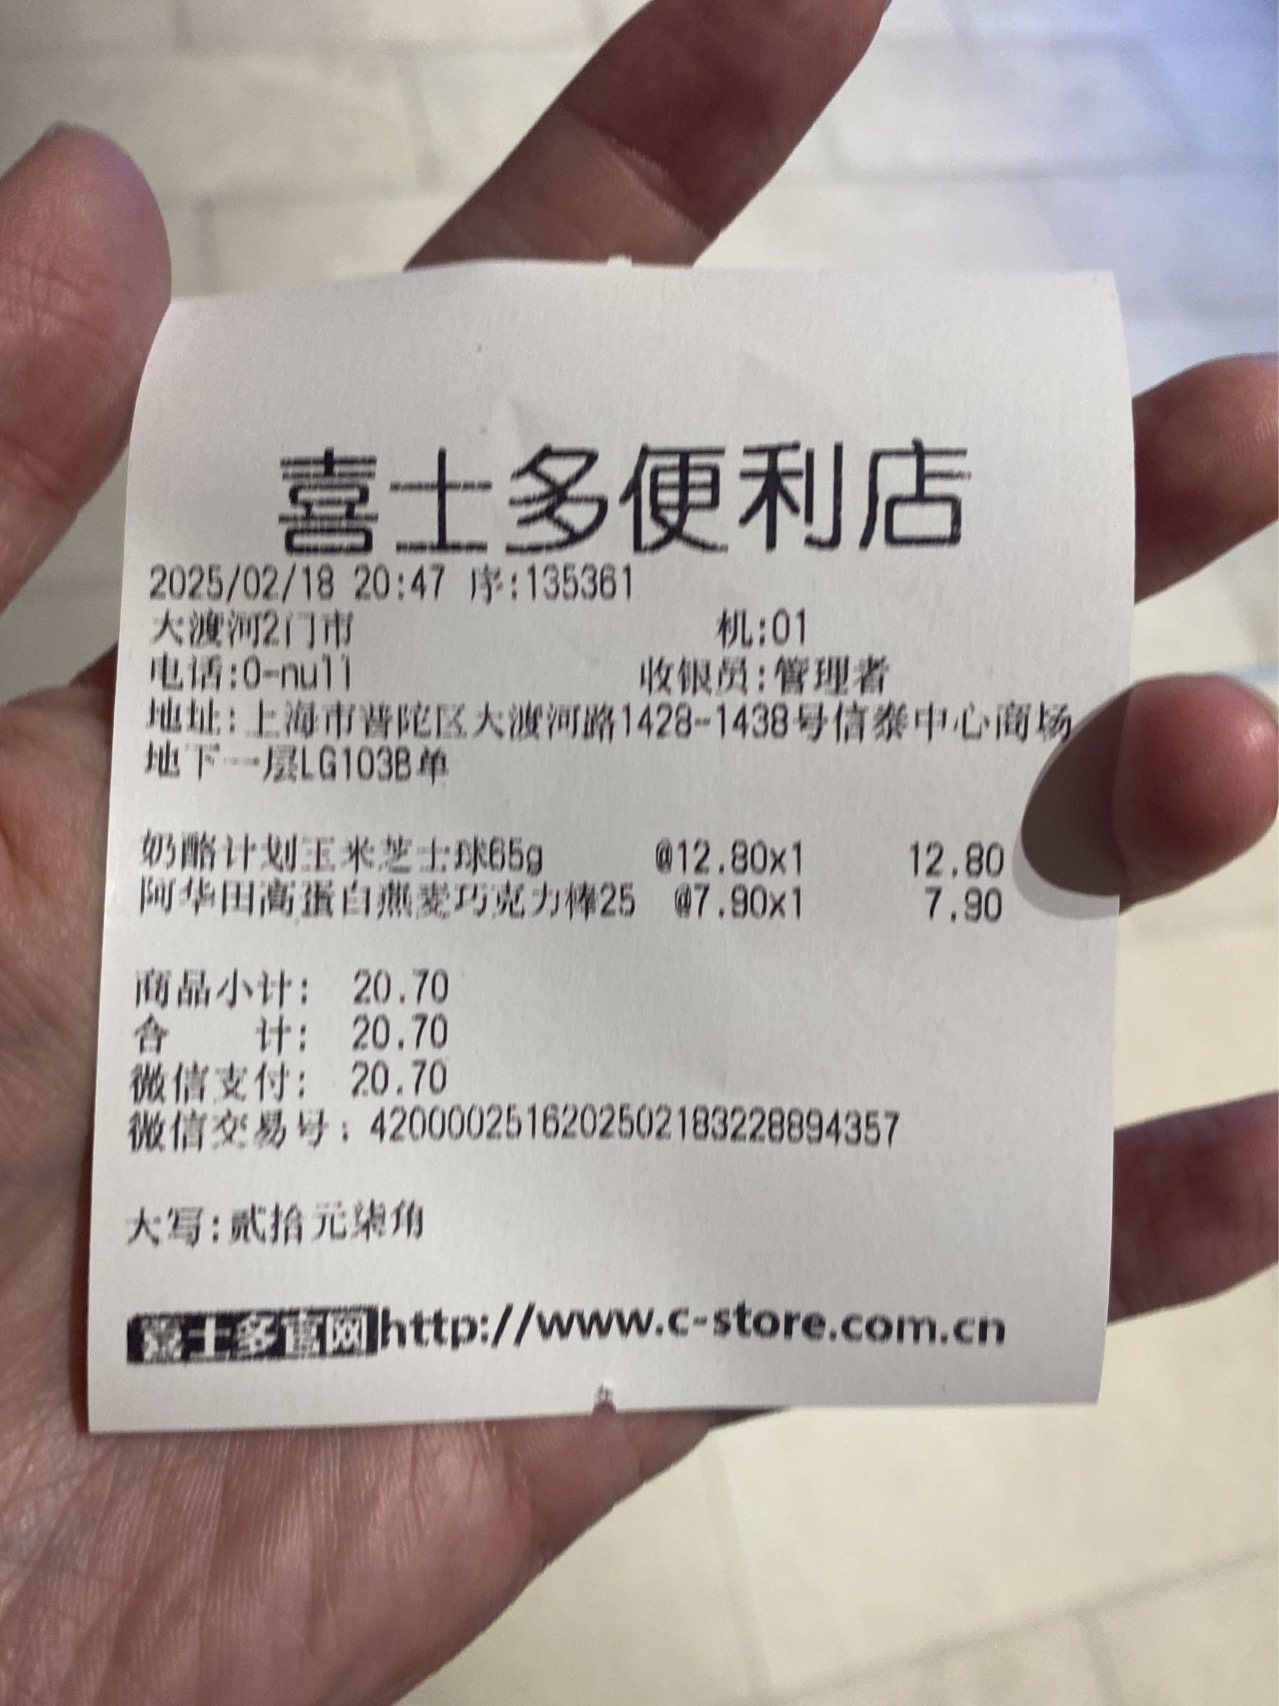 喜士多便利店
2025/02/18 20:47 序:135361
大渡河2门市 机:01
电话:0-null 收银员:管理者
地址:上海市普陀区大渡河路1428-1438号信泰中心商场
地下一层LG103B单
奶酪计划玉米芝士球65g @12.80x1 12.80
阿华田高蛋白燕麦巧克力棒25 @7.90x1 7.90
商品小计: 20.70
合 计: 20.70
微信支付: 20.70
微信交易号: 4200002516202502183228894357
大写:贰拾元柒角
喜士多官网http://www.c-store.com.cn